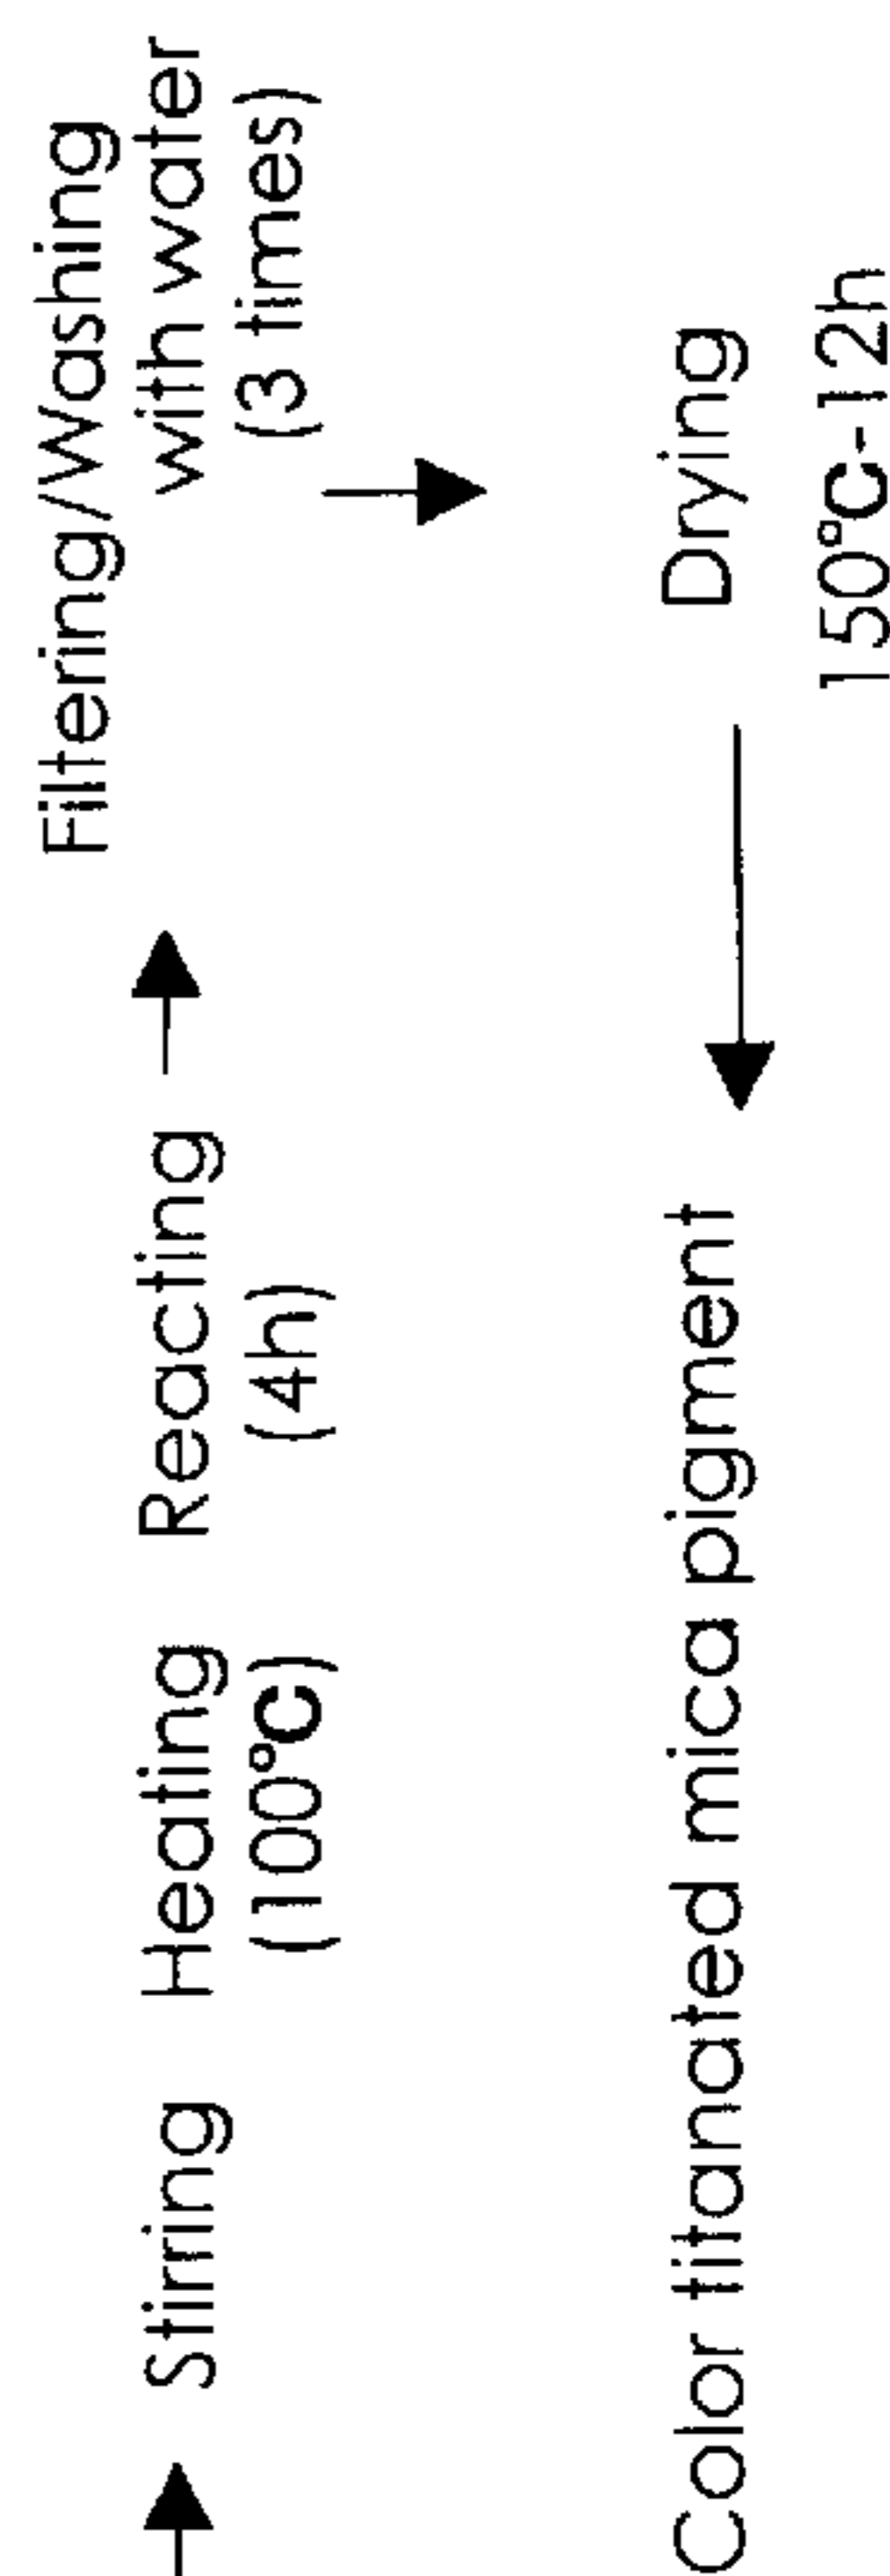 Stirring Heating Reacting Filtering/Washing
(100°C) (4h) with water
(3 times)
Color titanated mica pigment Drying
150°C-12h